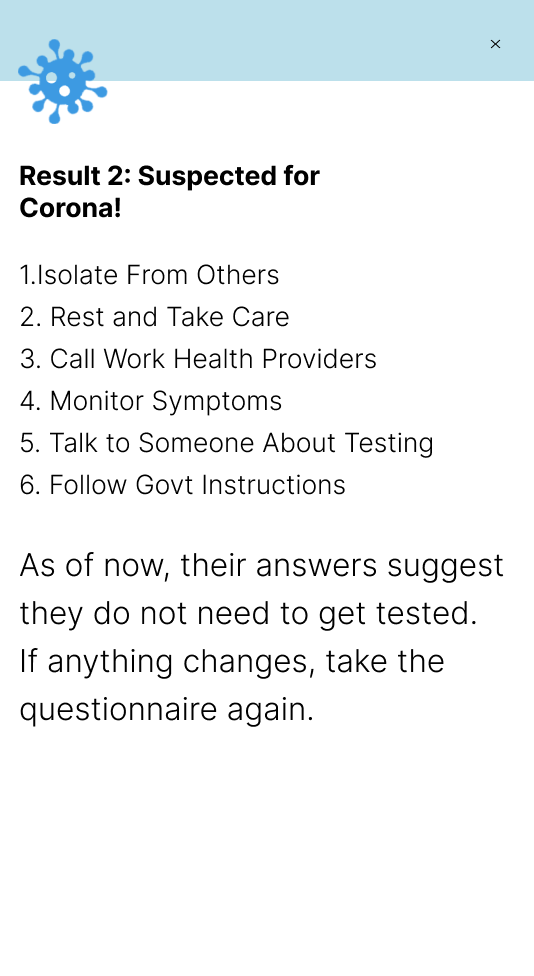 Result 2: Suspected for
Corona!
1.Isolate From Others
2. Rest and Take Care
3. Call Work Health Providers
4. Monitor Symptoms
5. Talk to Someone About Testing
6. Follow Govt Instructions
As of now, their answers suggest
they do not need to get tested.
If anything changes, take the
questionnaire again.